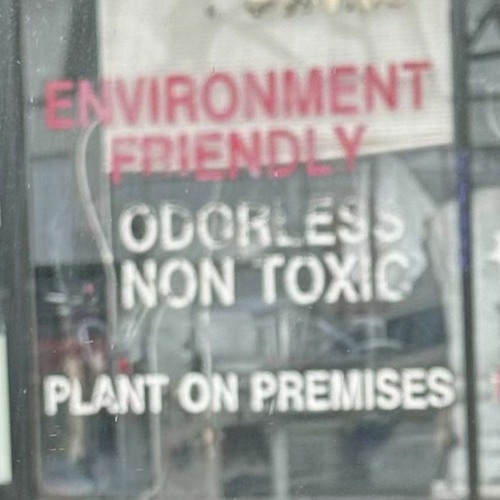 ENVIRONMENT
FRIENDLY
ODORLESS
NON TOXIC
PLANT ON PREMISES